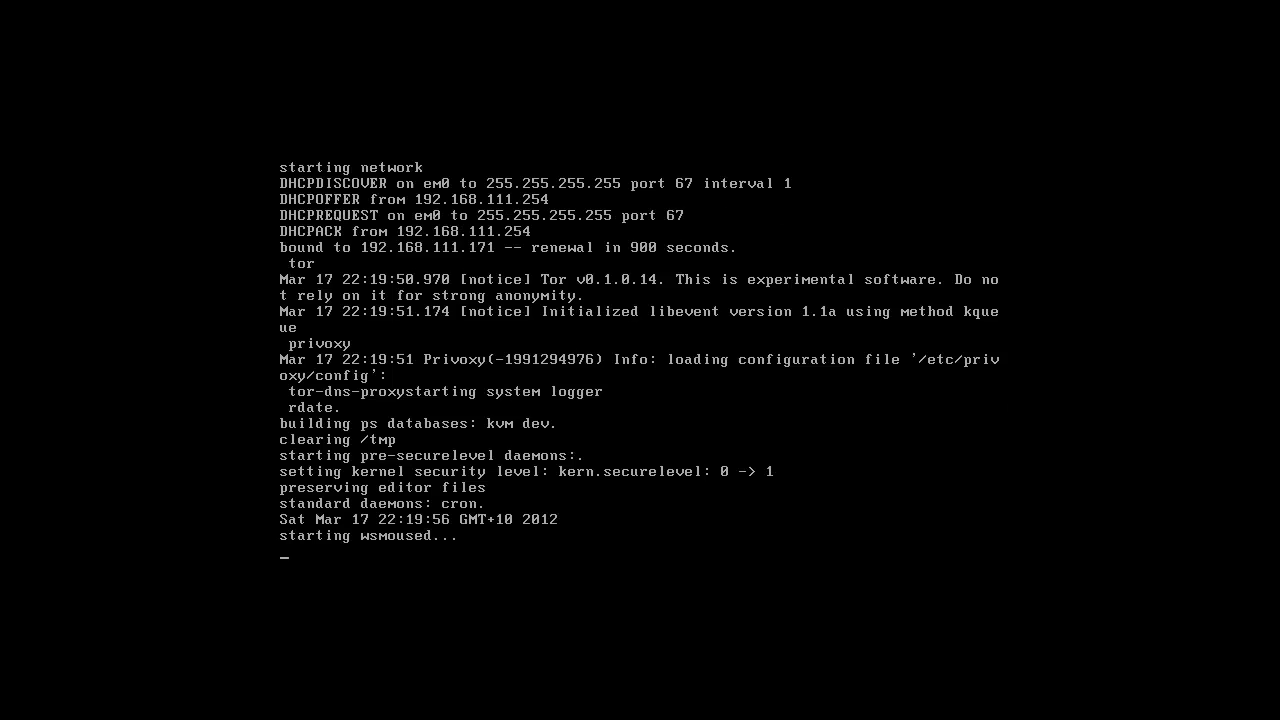 starting network
DHCPDISCOVER on em0 to 255.255.255.255 port 67 interval 1
DHCPOFFER from 192.168.111.254
DHCPREQUEST on em0 to 255.255.255.255 port 67
DHCPACK from 192.168.111.254
bound to 192.168.111.171 -- renewal in 900 seconds.
 tor
Mar 17 22:19:50.970 [notice] Tor v0.1.0.14. This is experimental software. Do no
t rely on it for strong anonymity.
Mar 17 22:19:51.174 [notice] Initialized libevent version 1.1a using method kque
ue
 privoxy
Mar 17 22:19:51 Privoxy(-1991294976) Info: loading configuration file '/etc/priv
oxy/config':
 tor-dns-proxystarting system logger
 rdate.
building ps databases: kvm dev.
clearing /tmp
starting pre-securelevel daemons:.
setting kernel security level: kern.securelevel: 0 -> 1
preserving editor files
standard daemons: cron.
Sat Mar 17 22:19:56 GMT+10 2012
starting wsmoused...
_